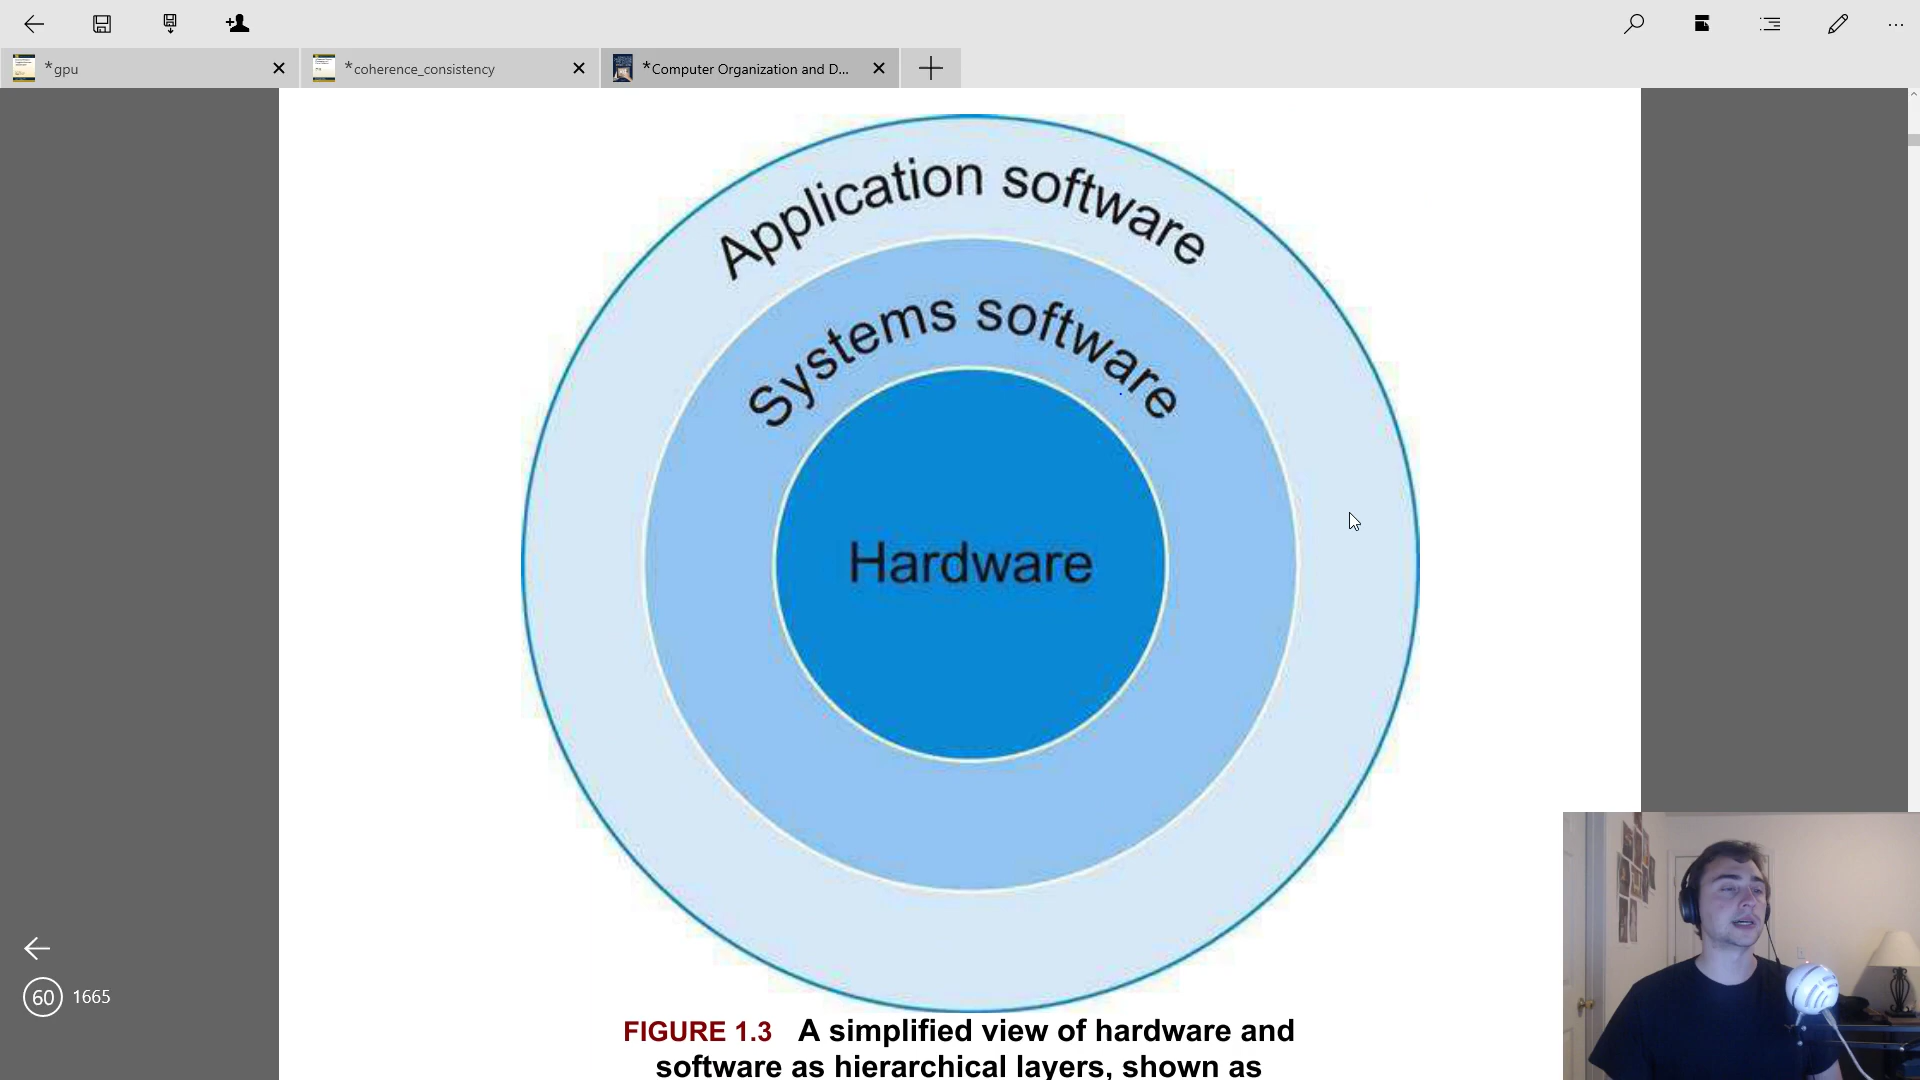 *gpu
*coherence_consistency
*Computer Organization and D...
Application software
Systems software
Hardware
60 1665
FIGURE 1.3 A simplified view of hardware and
software as hierarchical layers, shown as